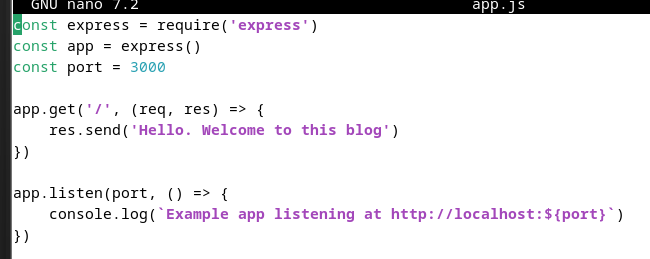 GNU nano 7.2 app.js
const express = require('express')
const app = express()
const port = 3000
app.get('/', (req, res) => {
    res.send('Hello. Welcome to this blog')
})
app.listen(port, () => {
    console.log(`Example app listening at http://localhost:${port}`)
})